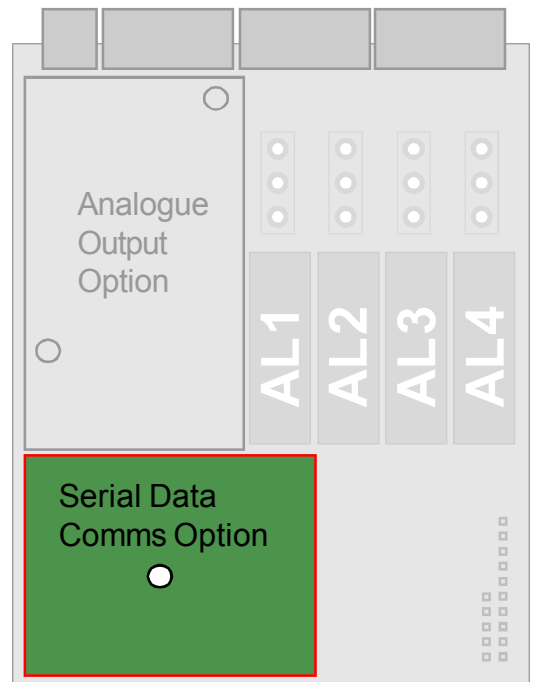 Analogue
Output
Option
AL1
AL2
AL3
AL4
Serial Data
Comms Option